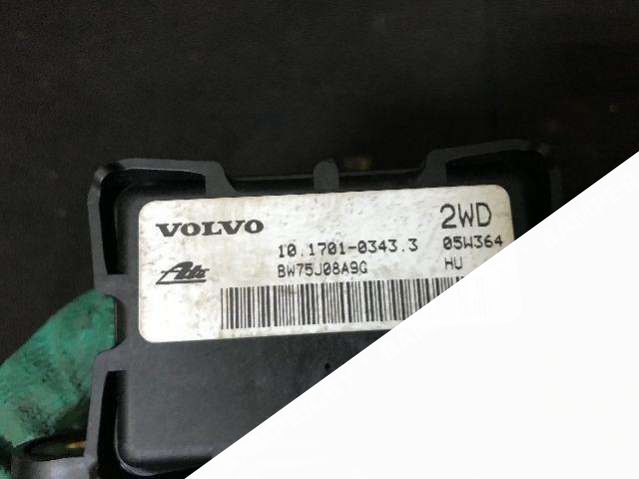 VOLVO
2WD
10.1701-0343.3
05W364
Ate
BW75J08A9G
HU